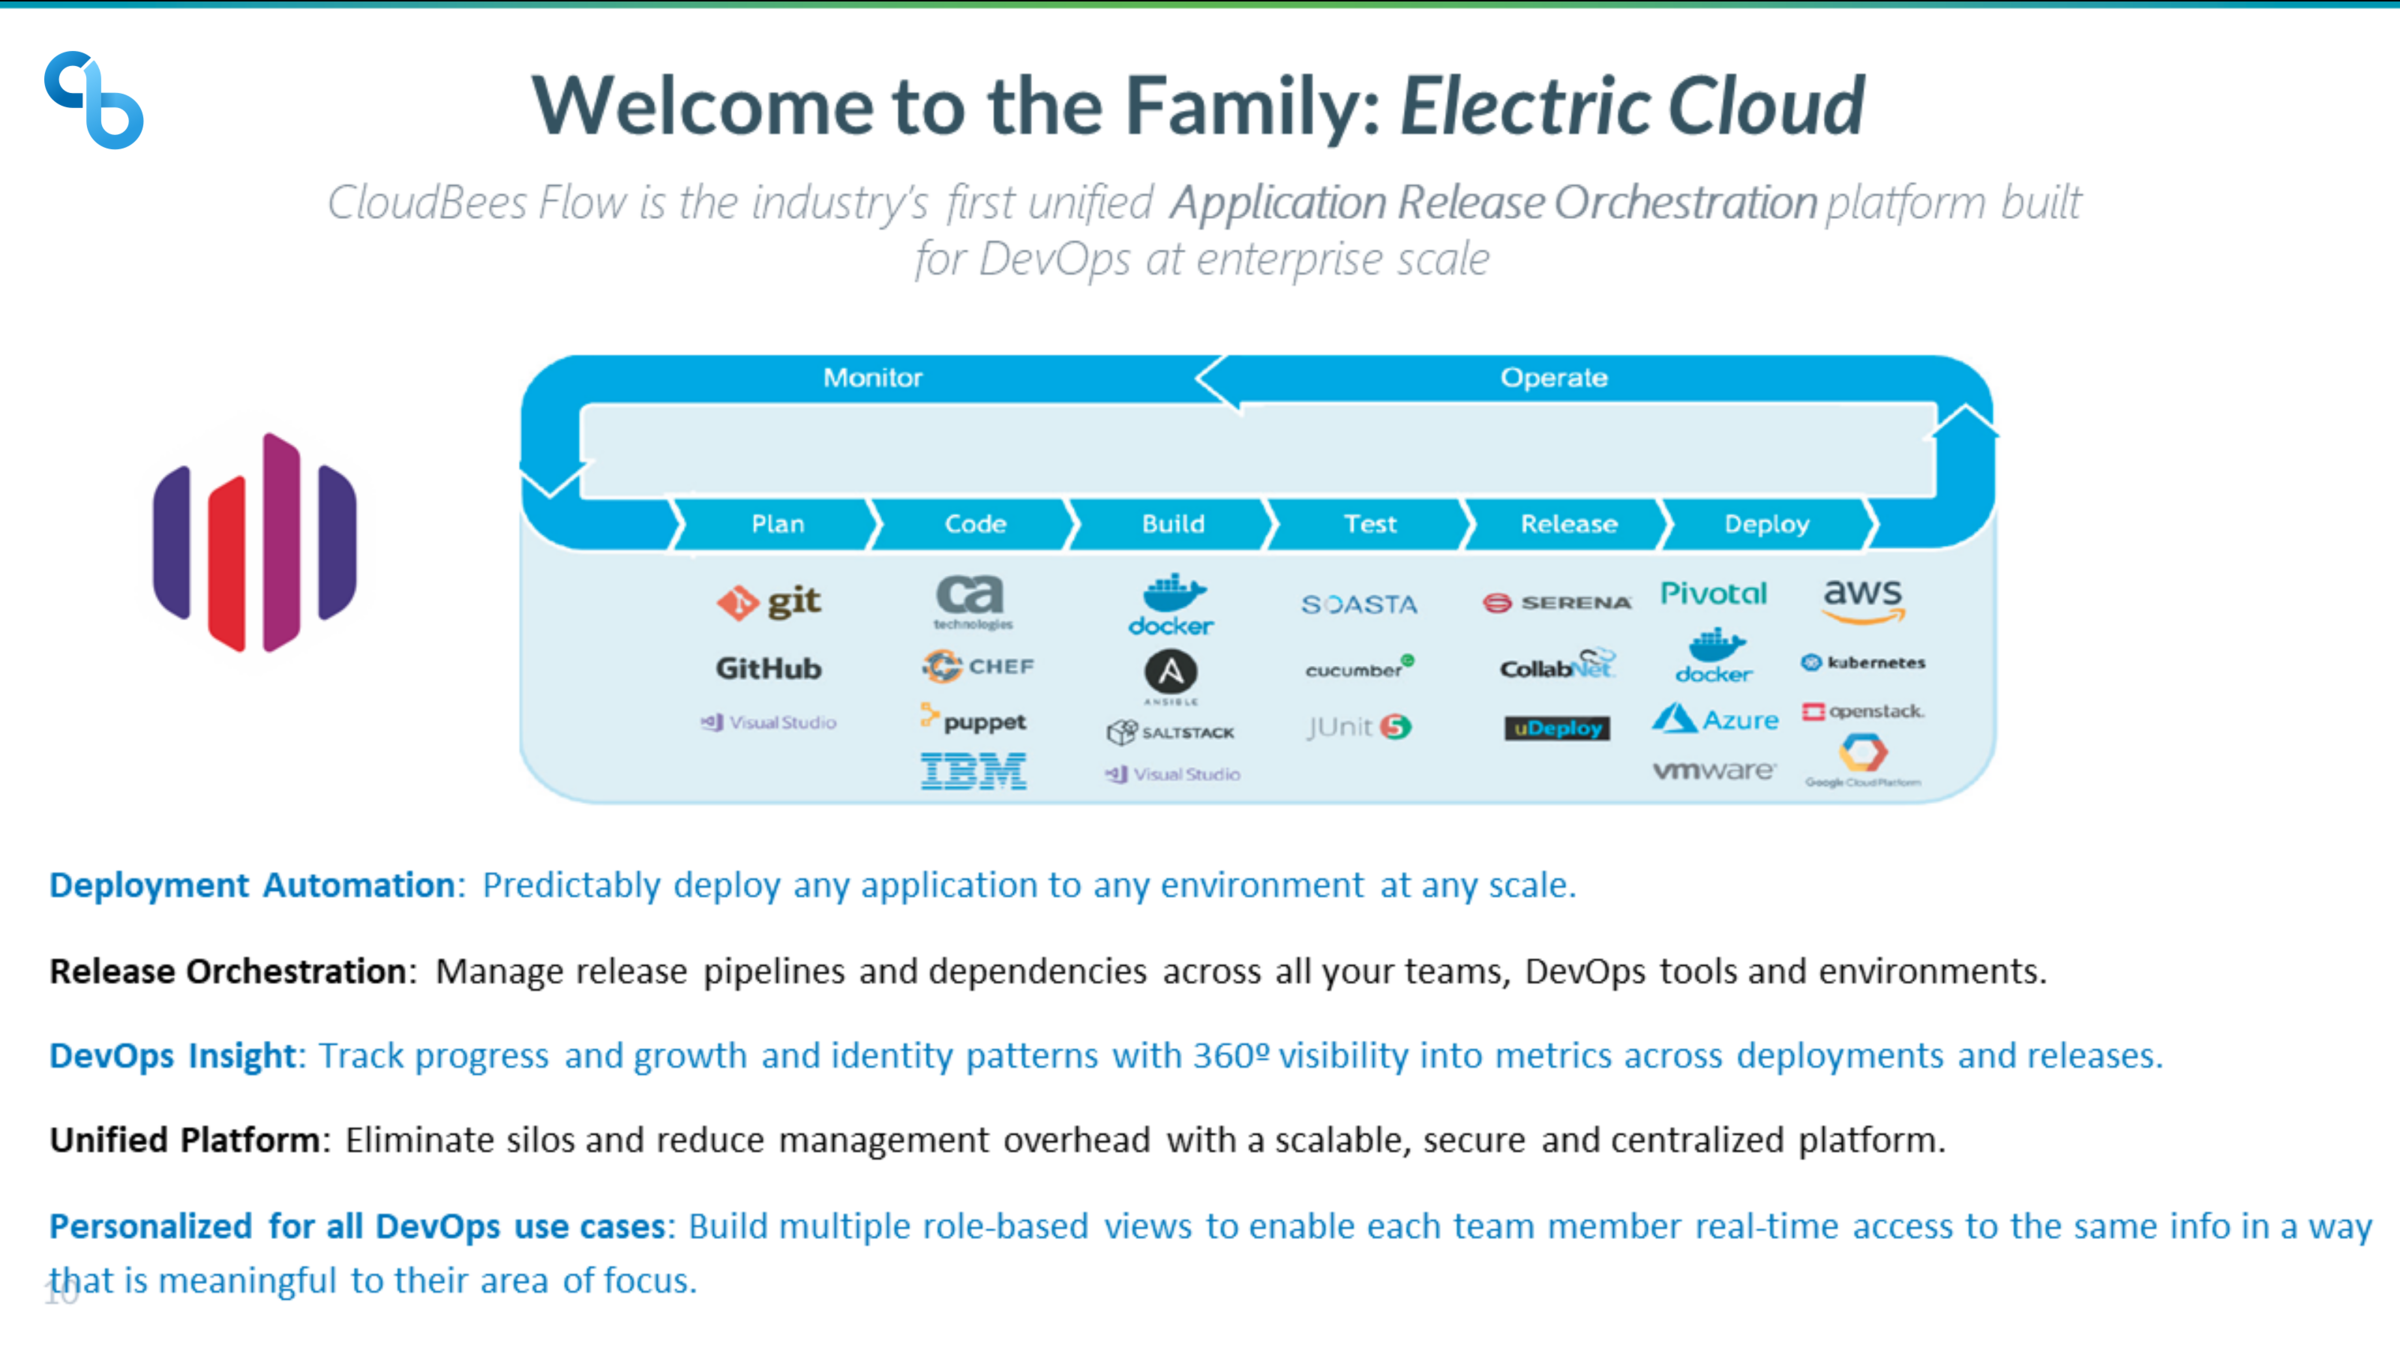 Welcome to the Family: Electric Cloud
CloudBees Flow is the industry's first unified Application Release Orchestration platform built
for DevOps at enterprise scale
Monitor
Operate
Plan
Code
Build
Test
Release
Deploy
git
GitHub
Visual Studio
ca
technologies
CHEF
puppet
IBM
docker
A
ANSIBLE
SALTSTACK
Visual Studio
SOASTA
cucumber
JUnit 5
S SERENA
CollabNet
uDeploy
Pivotal
docker
Azure
vmware
aws
kubernetes
openstack.
Google Cloud Platform
Deployment Automation: Predictably deploy any application to any environment at any scale.
Release Orchestration: Manage release pipelines and dependencies across all your teams, DevOps tools and environments.
DevOps Insight: Track progress and growth and identity patterns with 360º visibility into metrics across deployments and releases.
Unified Platform: Eliminate silos and reduce management overhead with a scalable, secure and centralized platform.
Personalized for all DevOps use cases: Build multiple role-based views to enable each team member real-time access to the same info in a way
that is meaningful to their area of focus.
10